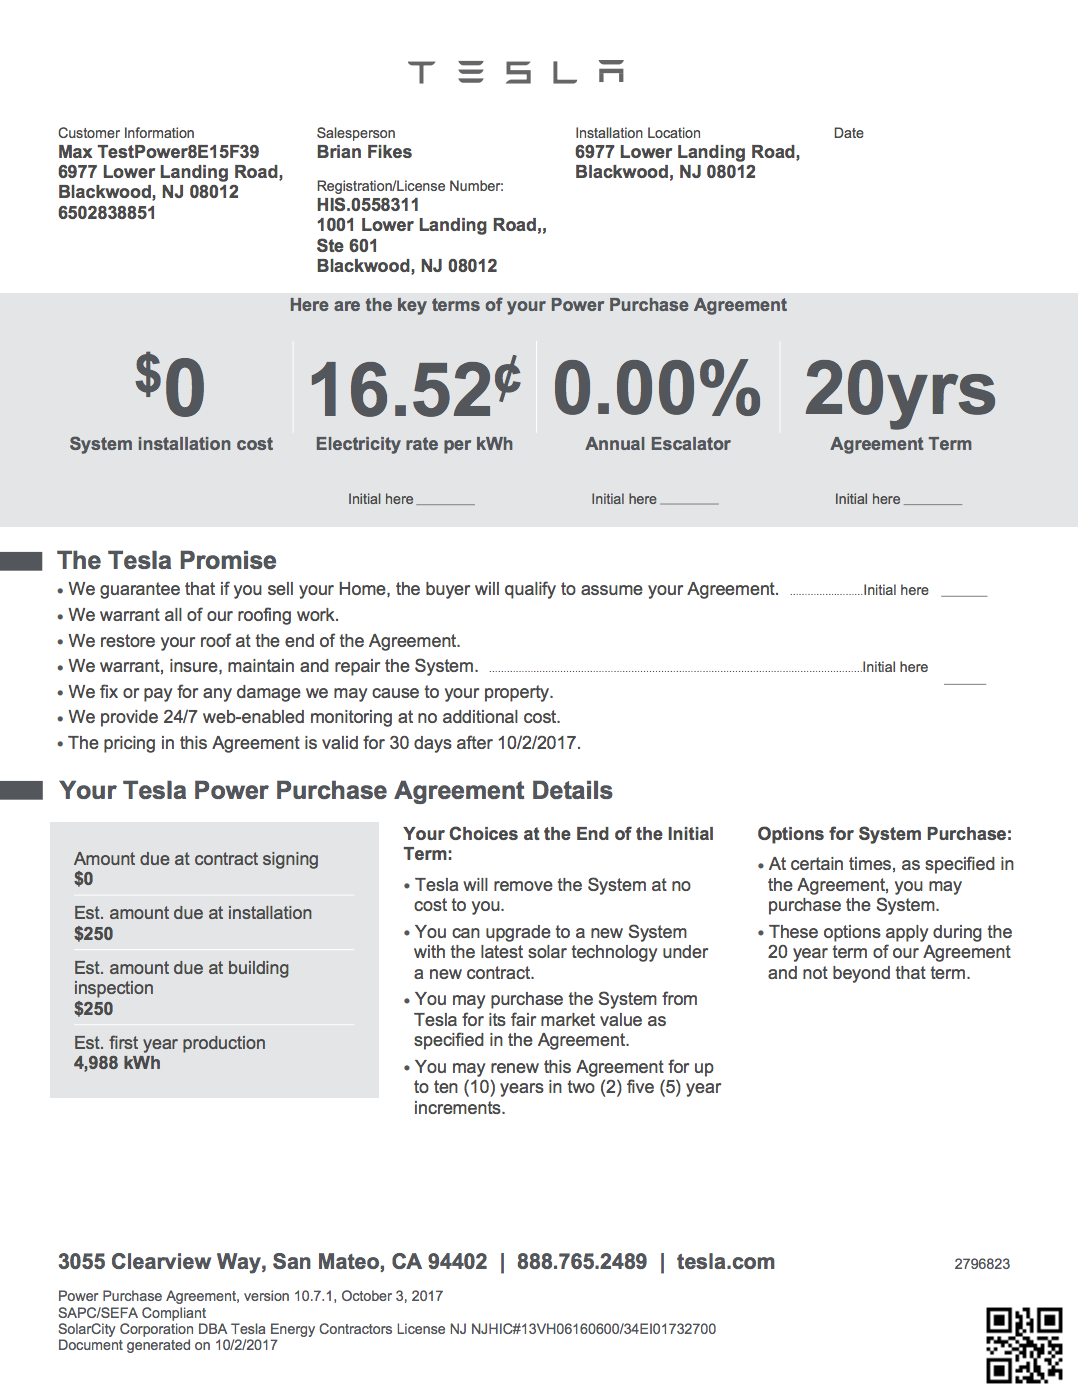 TESLA
Customer Information
Max TestPower8E15F39
6977 Lower Landing Road,
Blackwood, NJ 08012
6502838851
Salesperson
Brian Fikes
Registration/License Number:
HIS.0558311
1001 Lower Landing Road,,
Ste 601
Blackwood, NJ 08012
Installation Location
6977 Lower Landing Road,
Blackwood, NJ 08012
Date
Here are the key terms of your Power Purchase Agreement
$0
System installation cost
16.52¢
Electricity rate per kWh
Initial here
0.00%
Annual Escalator
Initial here
20yrs
Agreement Term
Initial here
The Tesla Promise
• We guarantee that if you sell your Home, the buyer will qualify to assume your Agreement. Initial here
• We warrant all of our roofing work.
• We restore your roof at the end of the Agreement.
• We warrant, insure, maintain and repair the System. Initial here
• We fix or pay for any damage we may cause to your property.
• We provide 24/7 web-enabled monitoring at no additional cost.
• The pricing in this Agreement is valid for 30 days after 10/2/2017.
Your Tesla Power Purchase Agreement Details
Amount due at contract signing
$0
Est. amount due at installation
$250
Est. amount due at building
inspection
$250
Est. first year production
4,988 kWh
Your Choices at the End of the Initial
Term:
• Tesla will remove the System at no
cost to you.
• You can upgrade to a new System
with the latest solar technology under
a new contract.
• You may purchase the System from
Tesla for its fair market value as
specified in the Agreement.
• You may renew this Agreement for up
to ten (10) years in two (2) five (5) year
increments.
Options for System Purchase:
• At certain times, as specified in
the Agreement, you may
purchase the System.
• These options apply during the
20 year term of our Agreement
and not beyond that term.
3055 Clearview Way, San Mateo, CA 94402 | 888.765.2489 | tesla.com
2796823
Power Purchase Agreement, version 10.7.1, October 3, 2017
SAPC/SEFA Compliant
SolarCity Corporation DBA Tesla Energy Contractors License NJ NJHIC#13VH06160600/34EI01732700
Document generated on 10/2/2017